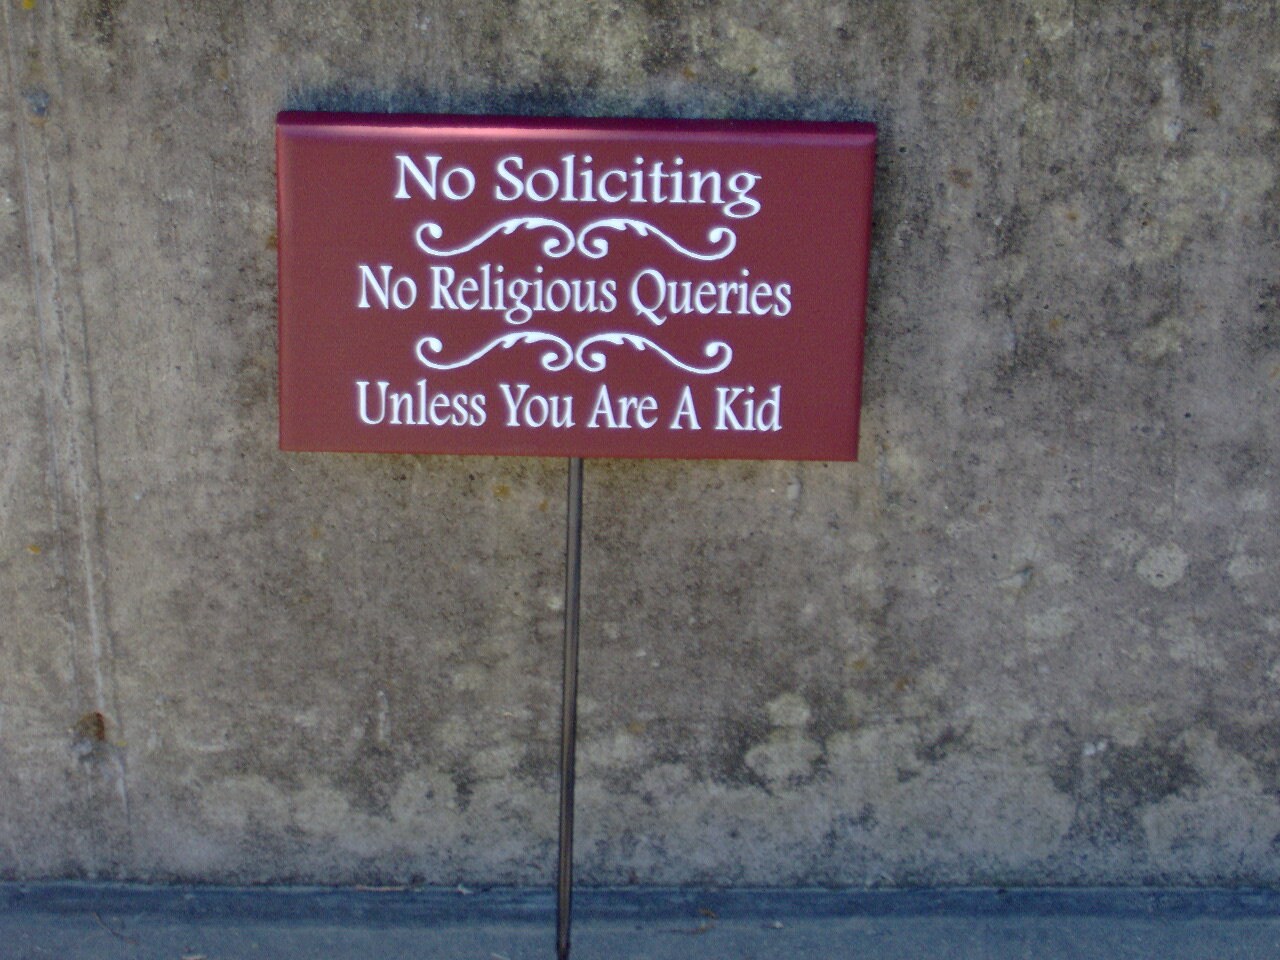 No Soliciting
No Religious Queries
Unless You Are A Kid